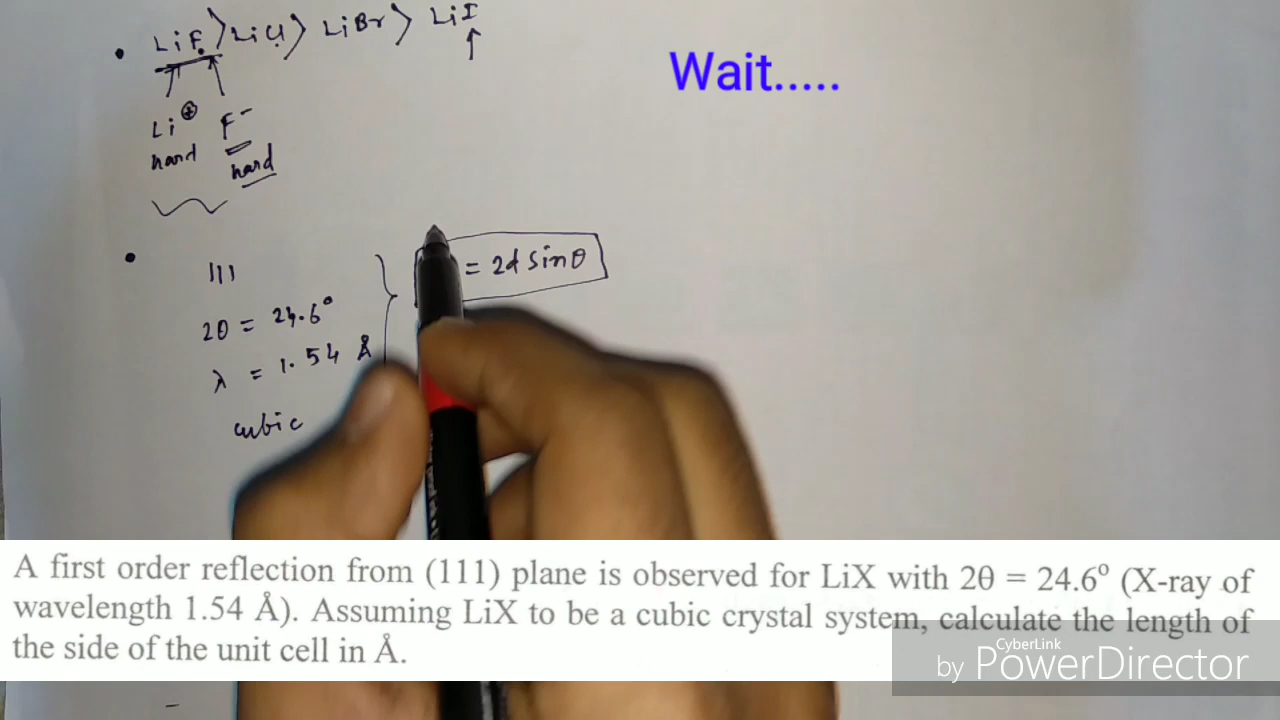 LiF > LiCl > LiBr > LiI
Wait.....
Li⊕ F⁻
hard hard
111
= 2d sinθ
2θ = 24.6°
λ = 1.54 Å
cubic
A first order reflection from (111) plane is observed for LiX with 2θ = 24.6° (X-ray of
wavelength 1.54 Å). Assuming LiX to be a cubic crystal system, calculate the length of
the side of the unit cell in Å.
CyberLink
by PowerDirector